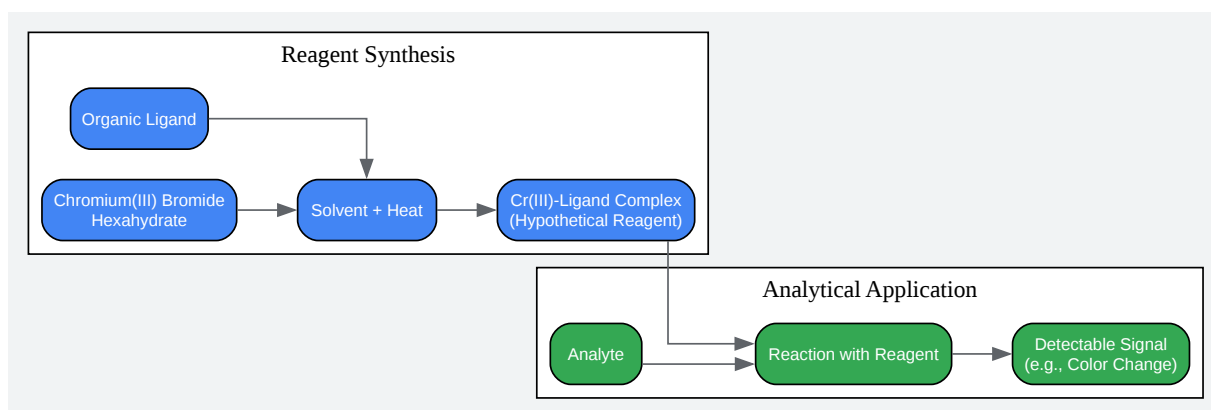 Reagent Synthesis
Organic Ligand
Chromium(III) Bromide
Hexahydrate
Solvent + Heat
Cr(III)-Ligand Complex
(Hypothetical Reagent)
Analytical Application
Analyte
Reaction with Reagent
Detectable Signal
(e.g., Color Change)